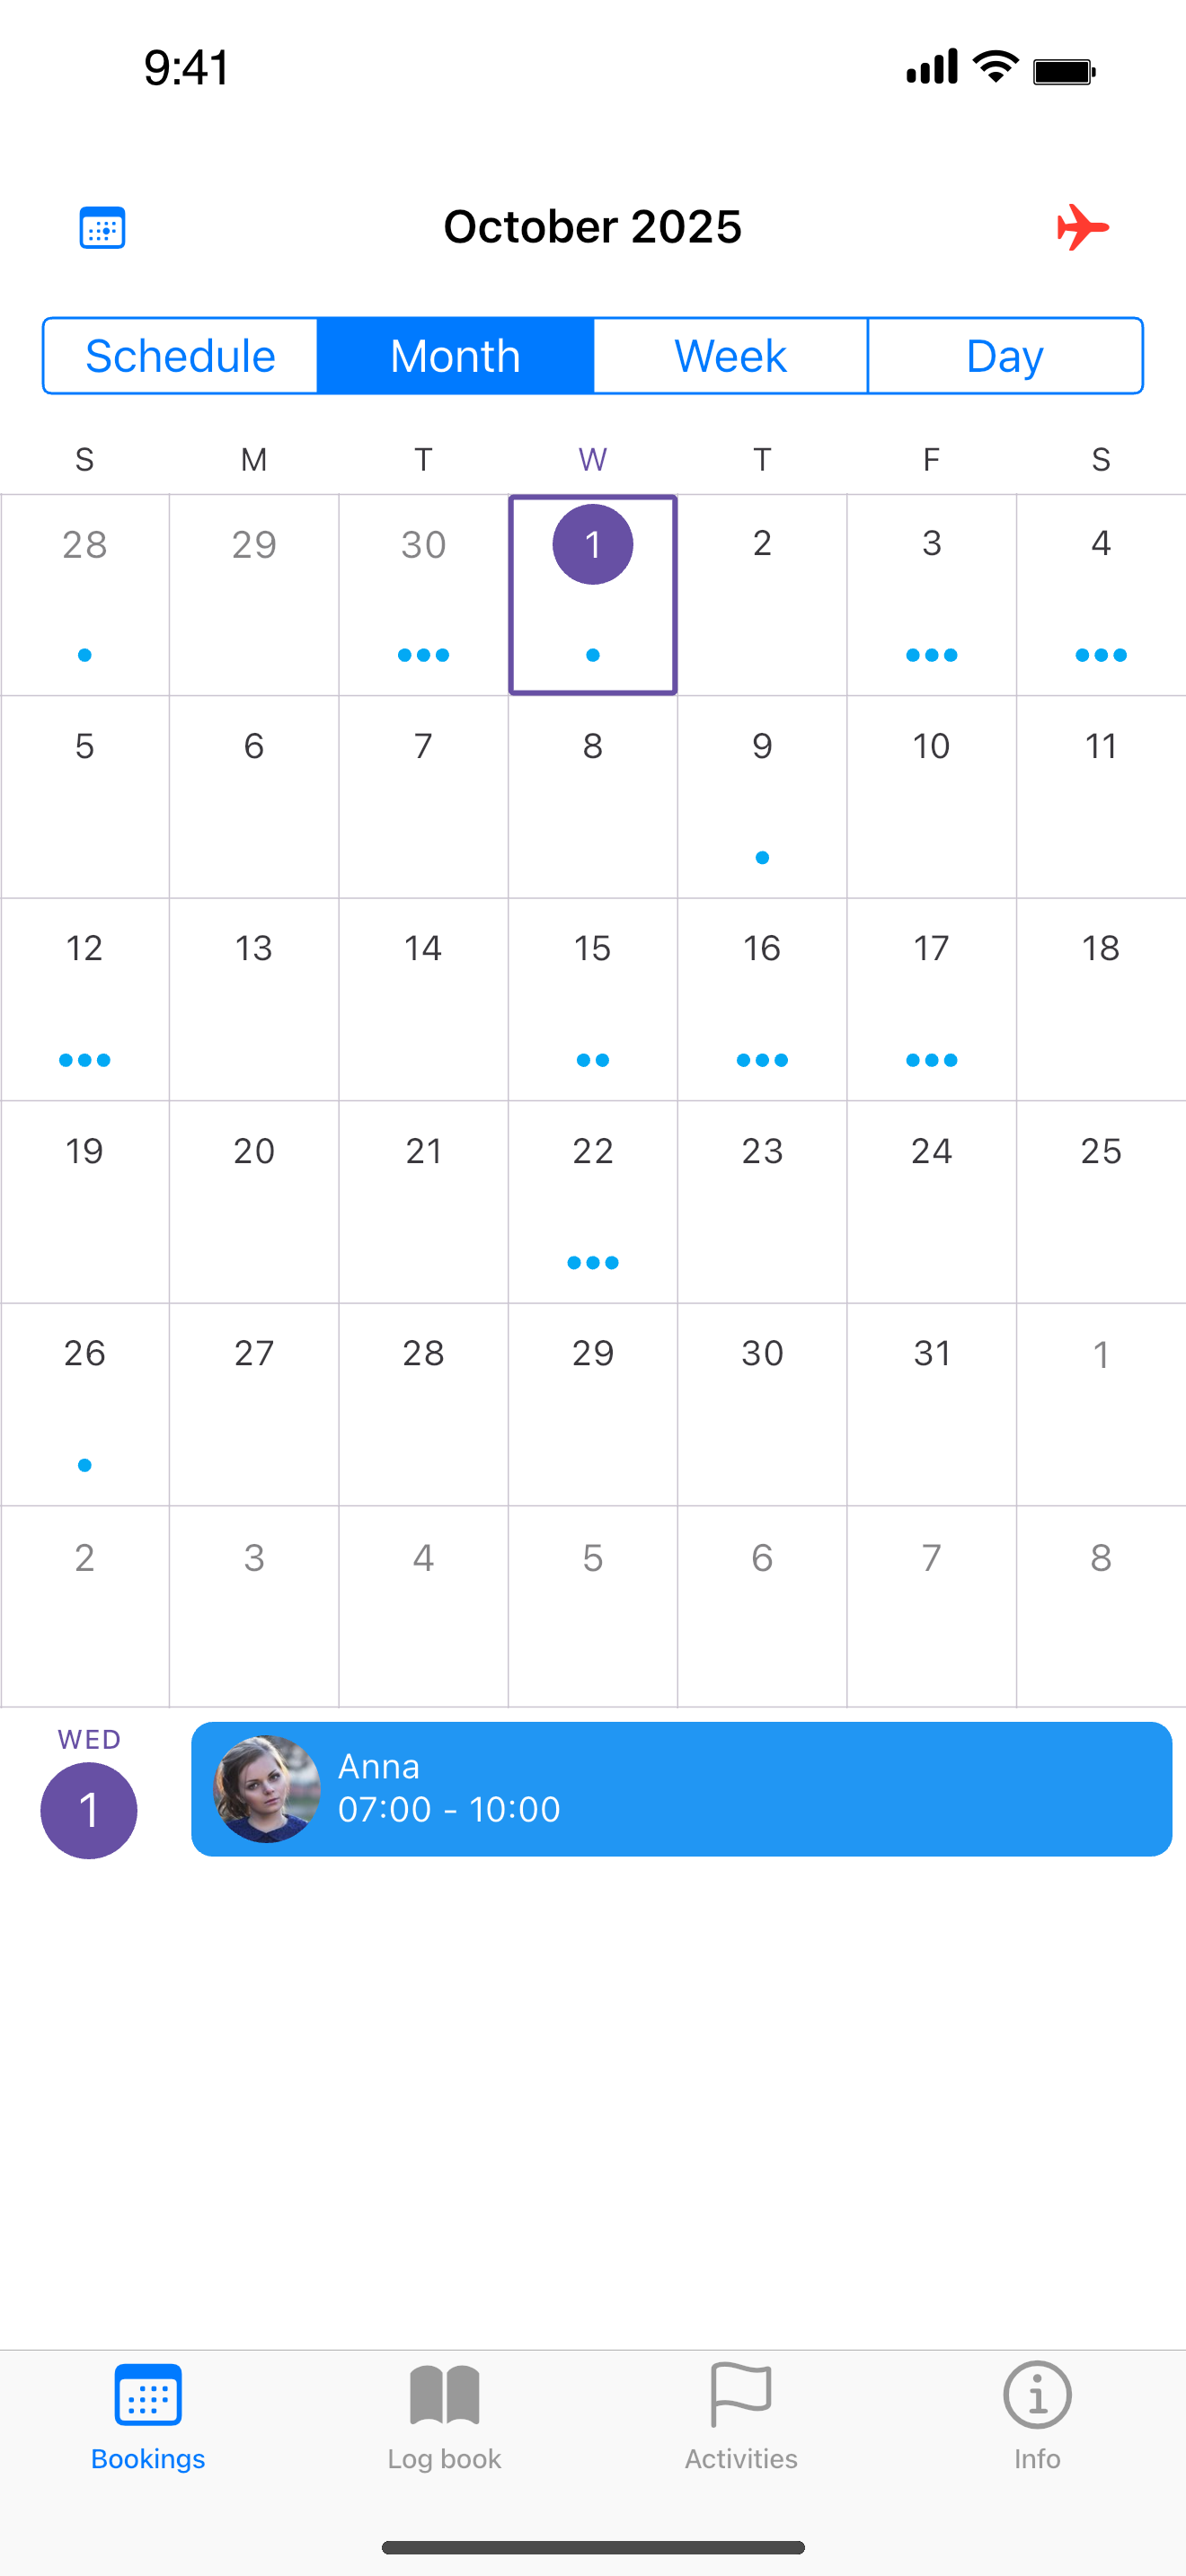 9:41
October 2025
Schedule Month Week Day
S M T W T F S
28 29 30 1 2 3 4
5 6 7 8 9 10 11
12 13 14 15 16 17 18
19 20 21 22 23 24 25
26 27 28 29 30 31 1
2 3 4 5 6 7 8
WED
1
Anna
07:00 - 10:00
Bookings Log book Activities Info